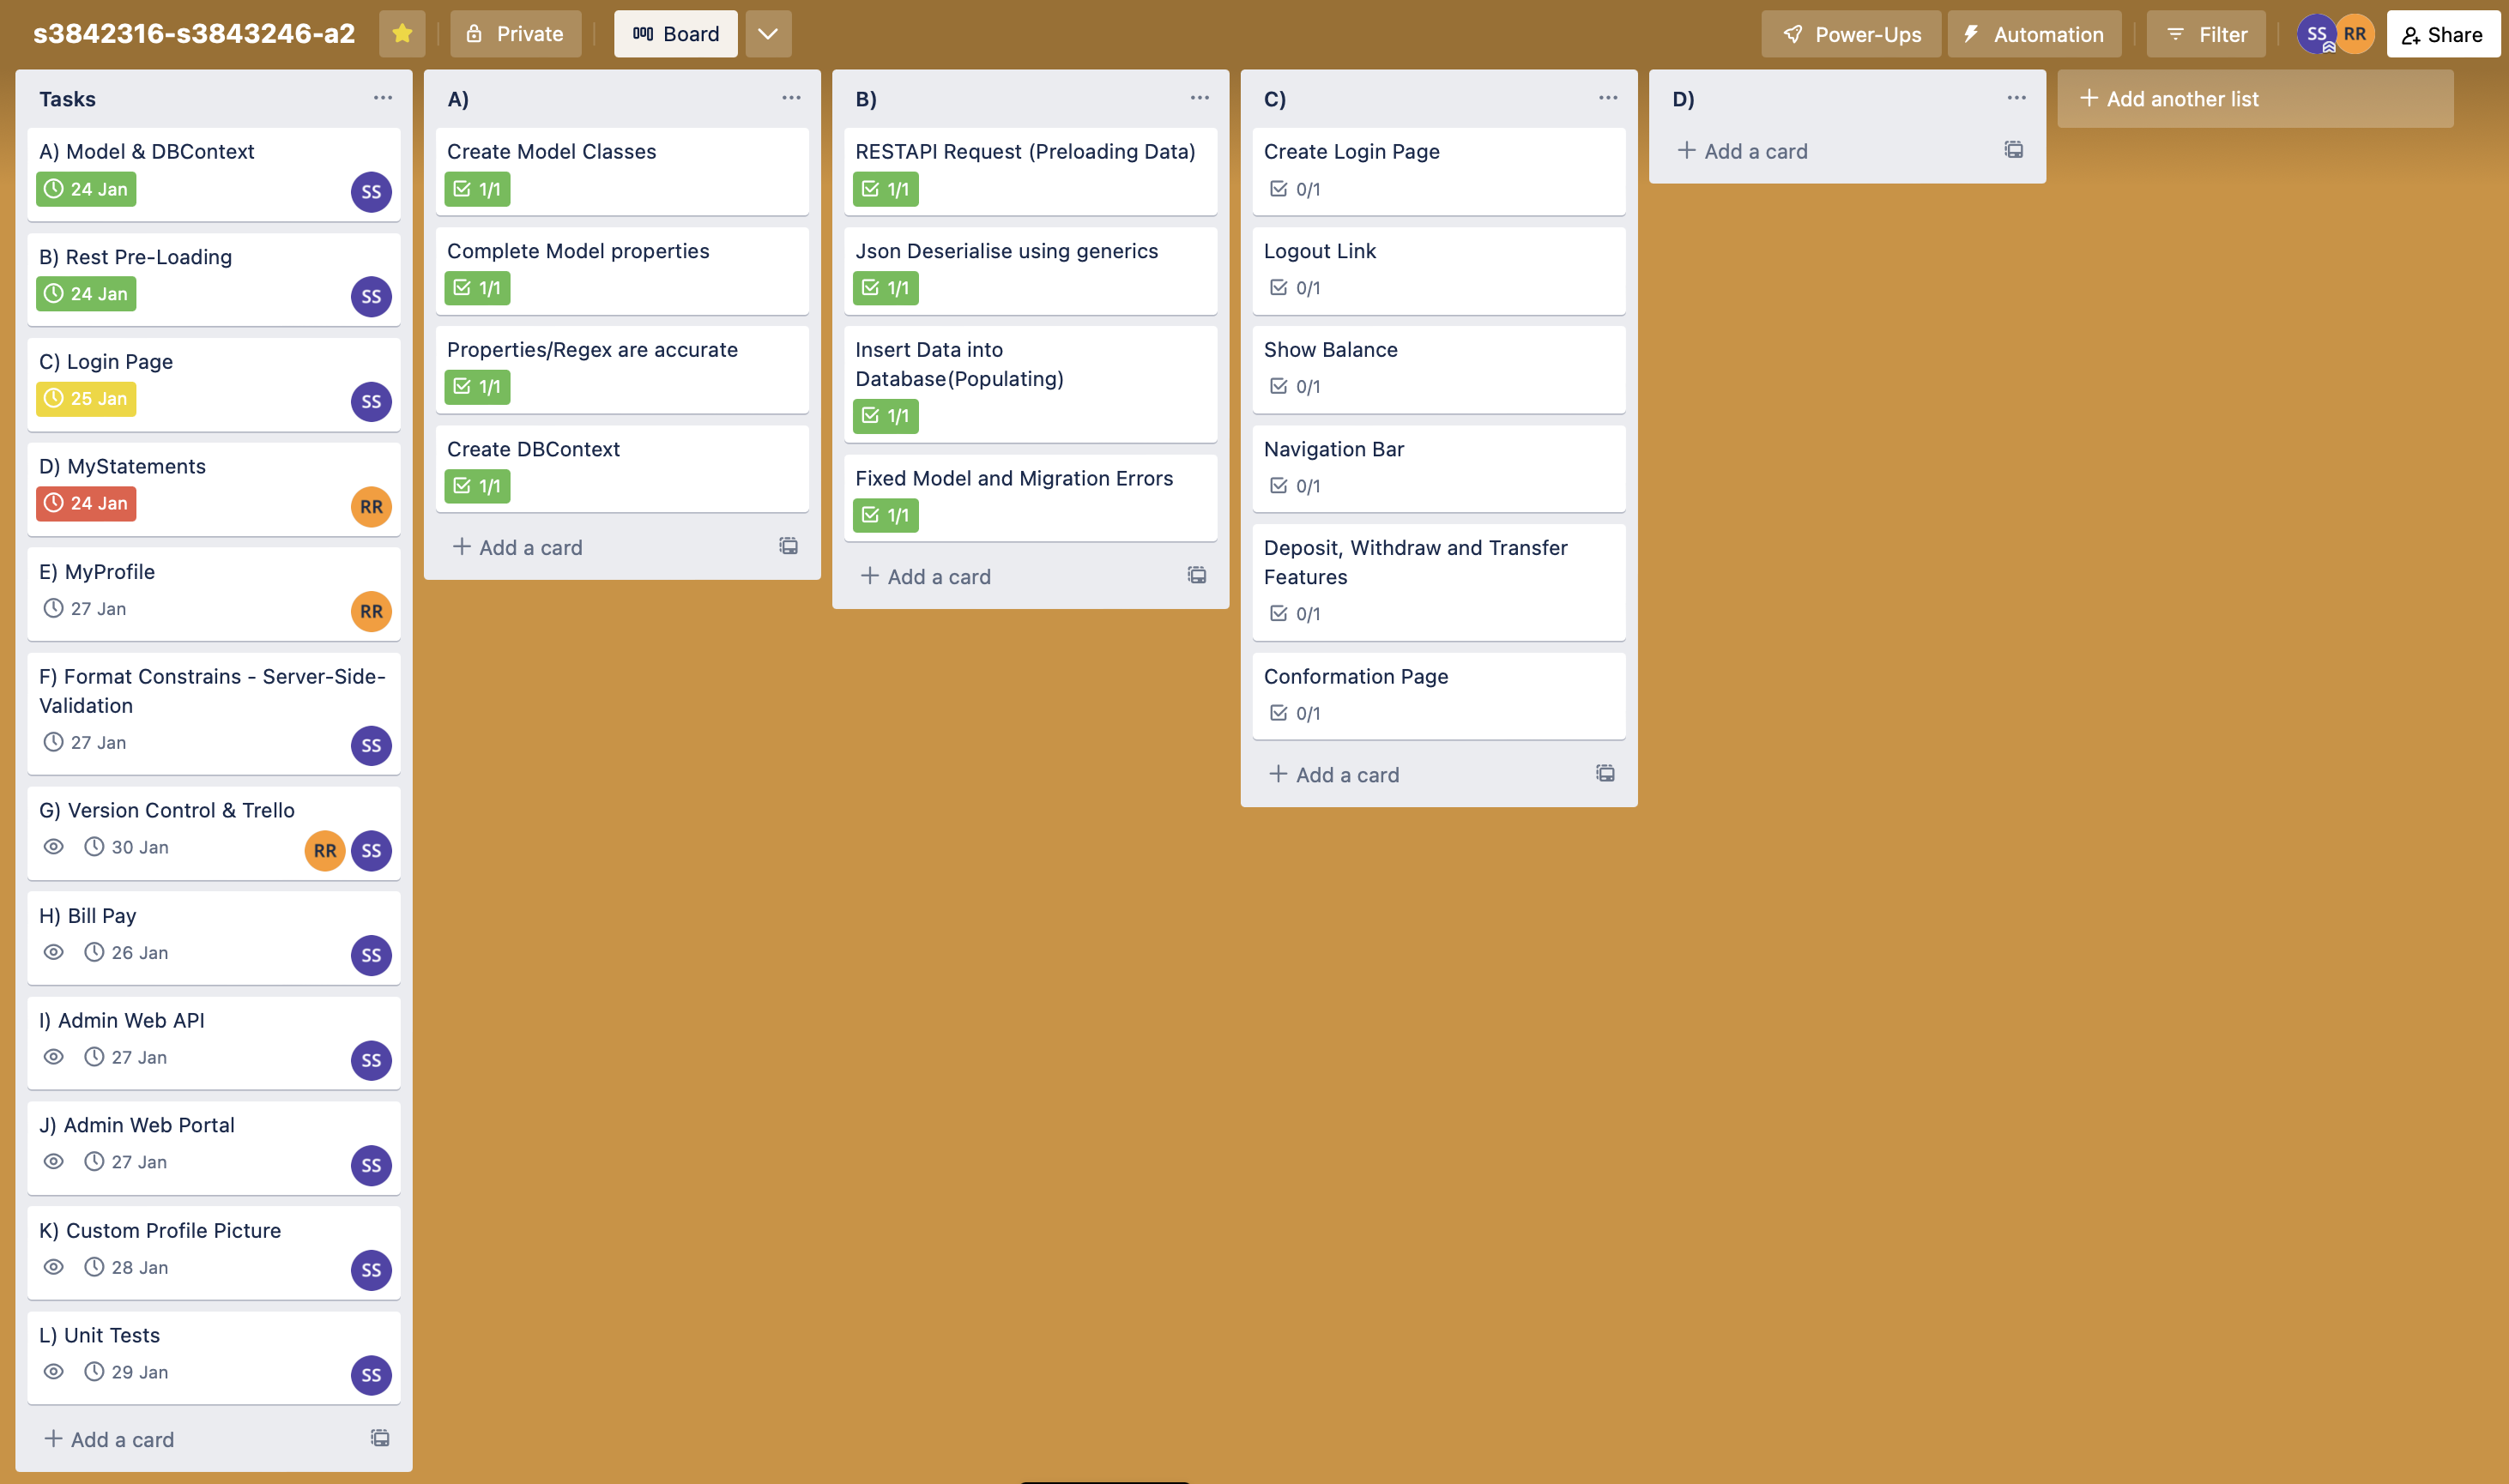 s3842316-s3843246-a2
Private
Board
Power-Ups
Automation
Filter
SS
RR
Share
Tasks
A) Model & DBContext
24 Jan
SS
B) Rest Pre-Loading
24 Jan
SS
C) Login Page
25 Jan
SS
D) MyStatements
24 Jan
RR
E) MyProfile
27 Jan
RR
F) Format Constrains - Server-Side-
Validation
27 Jan
SS
G) Version Control & Trello
30 Jan
RR
SS
H) Bill Pay
26 Jan
SS
I) Admin Web API
27 Jan
SS
J) Admin Web Portal
27 Jan
SS
K) Custom Profile Picture
28 Jan
SS
L) Unit Tests
29 Jan
SS
+ Add a card
A)
Create Model Classes
1/1
Complete Model properties
1/1
Properties/Regex are accurate
1/1
Create DBContext
1/1
+ Add a card
B)
RESTAPI Request (Preloading Data)
1/1
Json Deserialise using generics
1/1
Insert Data into
Database(Populating)
1/1
Fixed Model and Migration Errors
1/1
+ Add a card
C)
Create Login Page
0/1
Logout Link
0/1
Show Balance
0/1
Navigation Bar
0/1
Deposit, Withdraw and Transfer
Features
0/1
Conformation Page
0/1
+ Add a card
D)
+ Add a card
+ Add another list